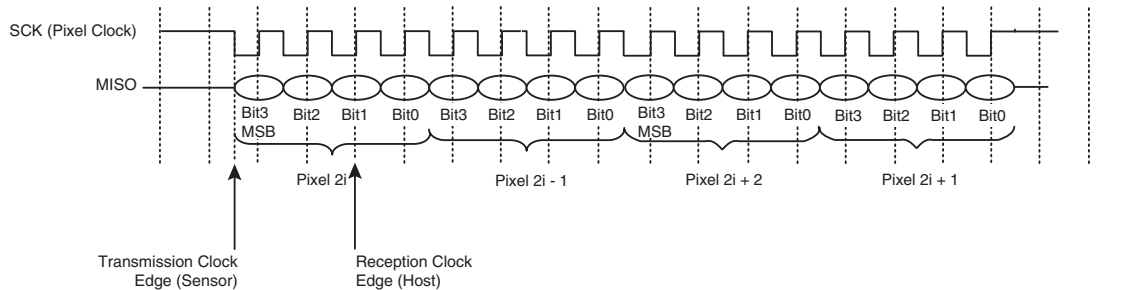 SCK (Pixel Clock)
MISO
Bit3 Bit2 Bit1 Bit0 Bit3 Bit2 Bit1 Bit0 Bit3 Bit2 Bit1 Bit0 Bit3 Bit2 Bit1 Bit0
MSB MSB
Pixel 2i Pixel 2i - 1 Pixel 2i + 2 Pixel 2i + 1
Transmission Clock
Edge (Sensor)
Reception Clock
Edge (Host)